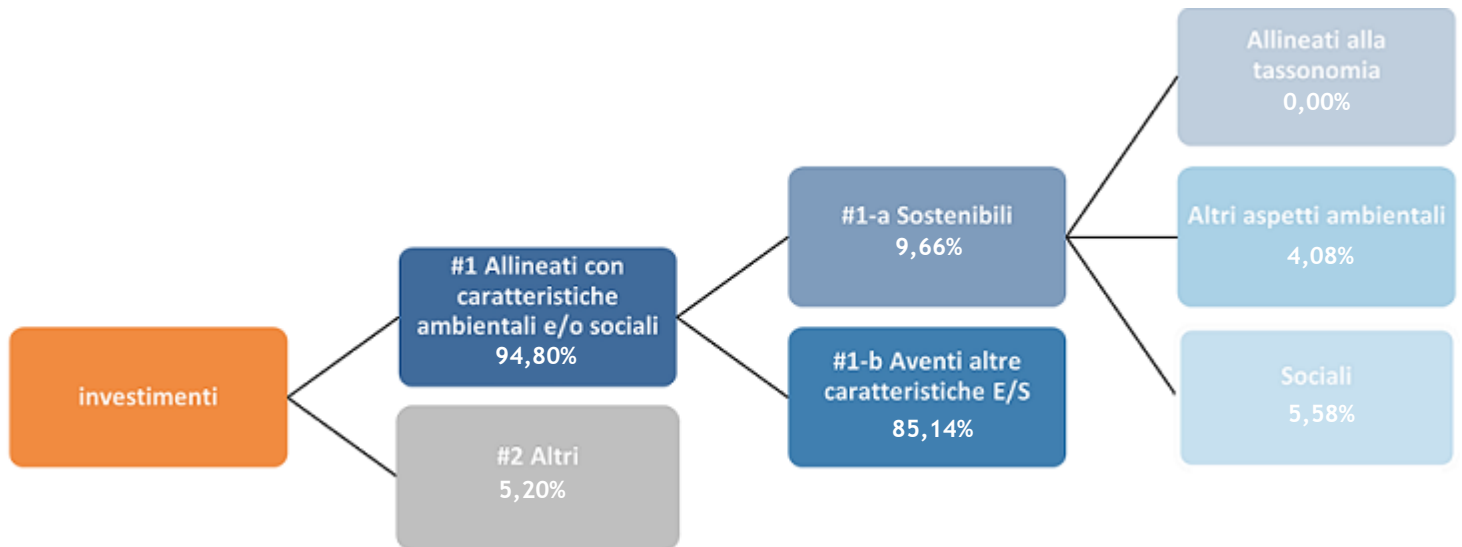 investimenti
#1 Allineati con
caratteristiche
ambientali e/o sociali
94,80%
#2 Altri
5,20%
#1-a Sostenibili
9,66%
#1-b Aventi altre
caratteristiche E/S
85,14%
Allineati alla
tassonomia
0,00%
Altri aspetti ambientali
4,08%
Sociali
5,58%